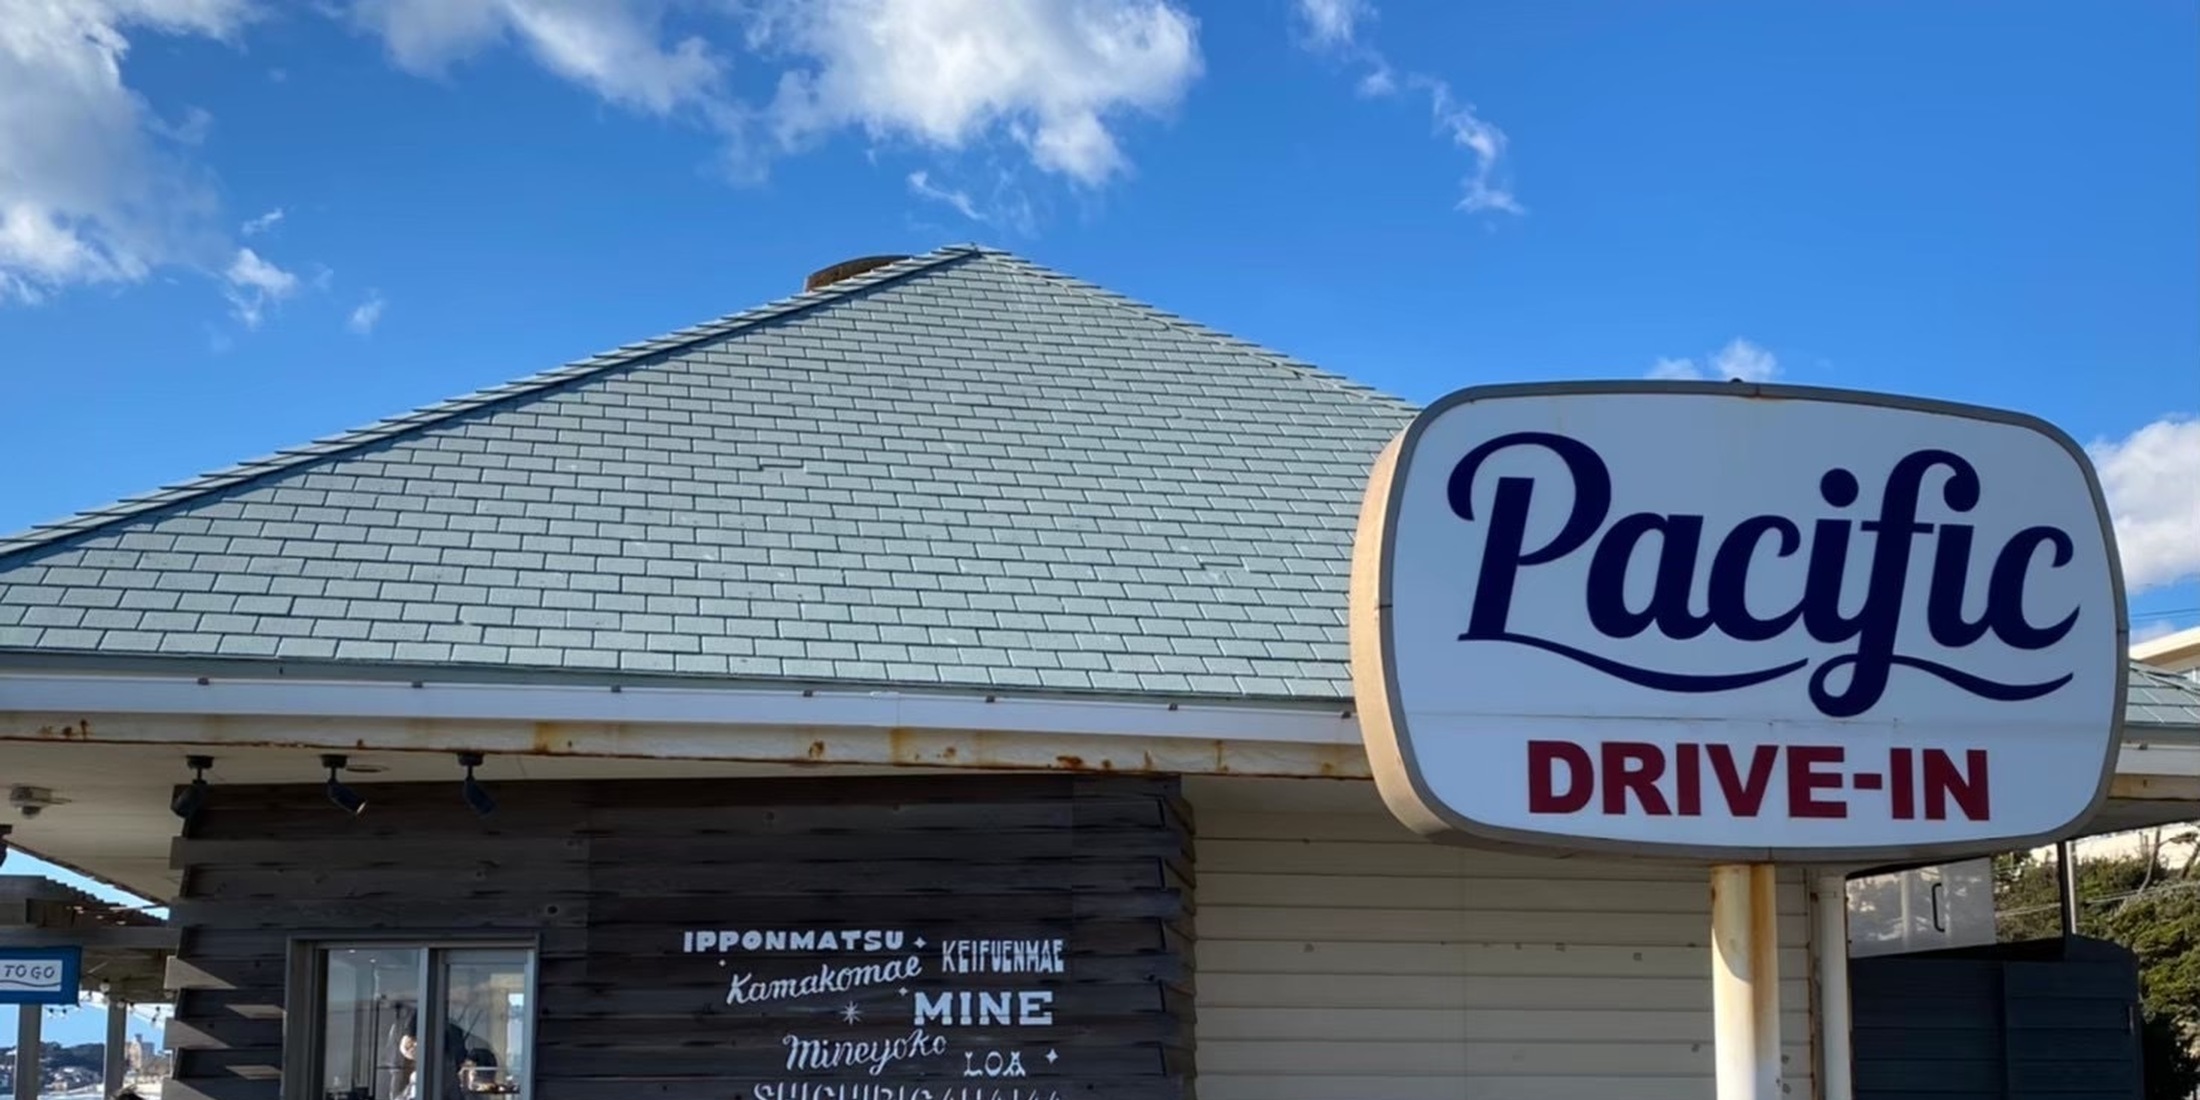 Pacific
DRIVE-IN
IPPONMATSU KEIFUENMAE
Kamakomae
MINE
Mineyoko
LOA
TO GO